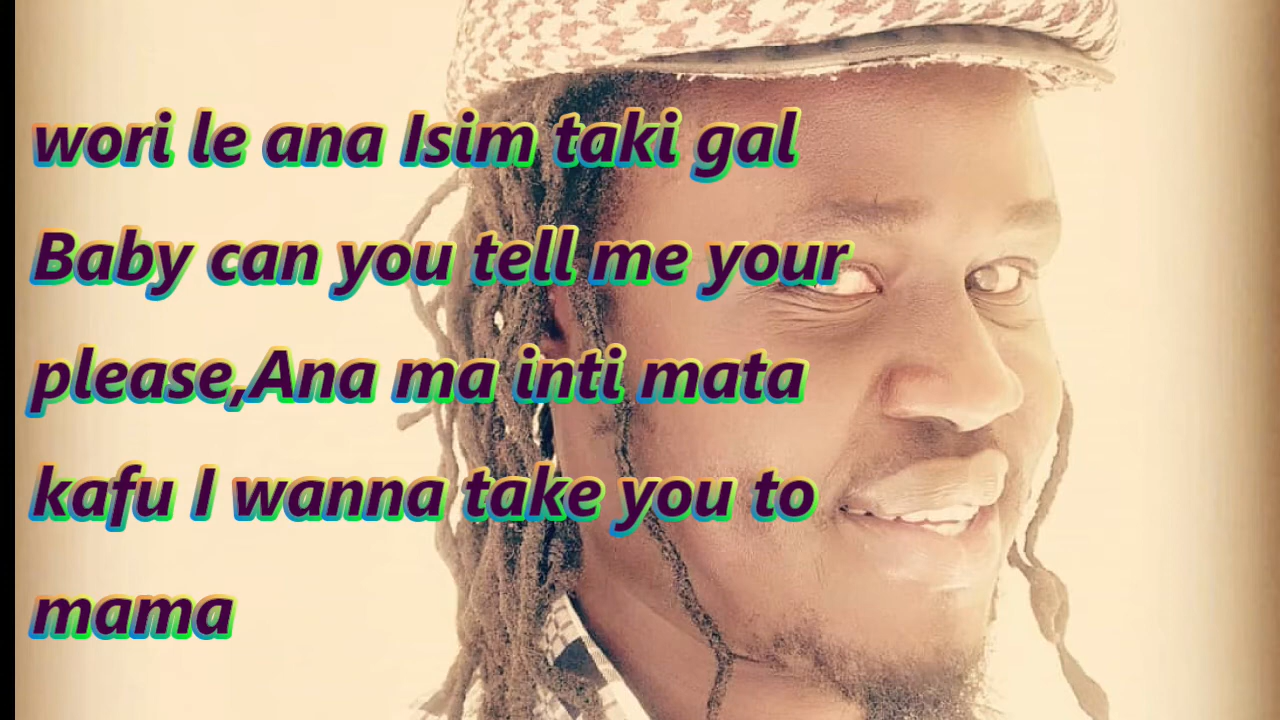 wori le ana Isim taki gal
Baby can you tell me your
please,Ana ma inti mata
kafu I wanna take you to
mama